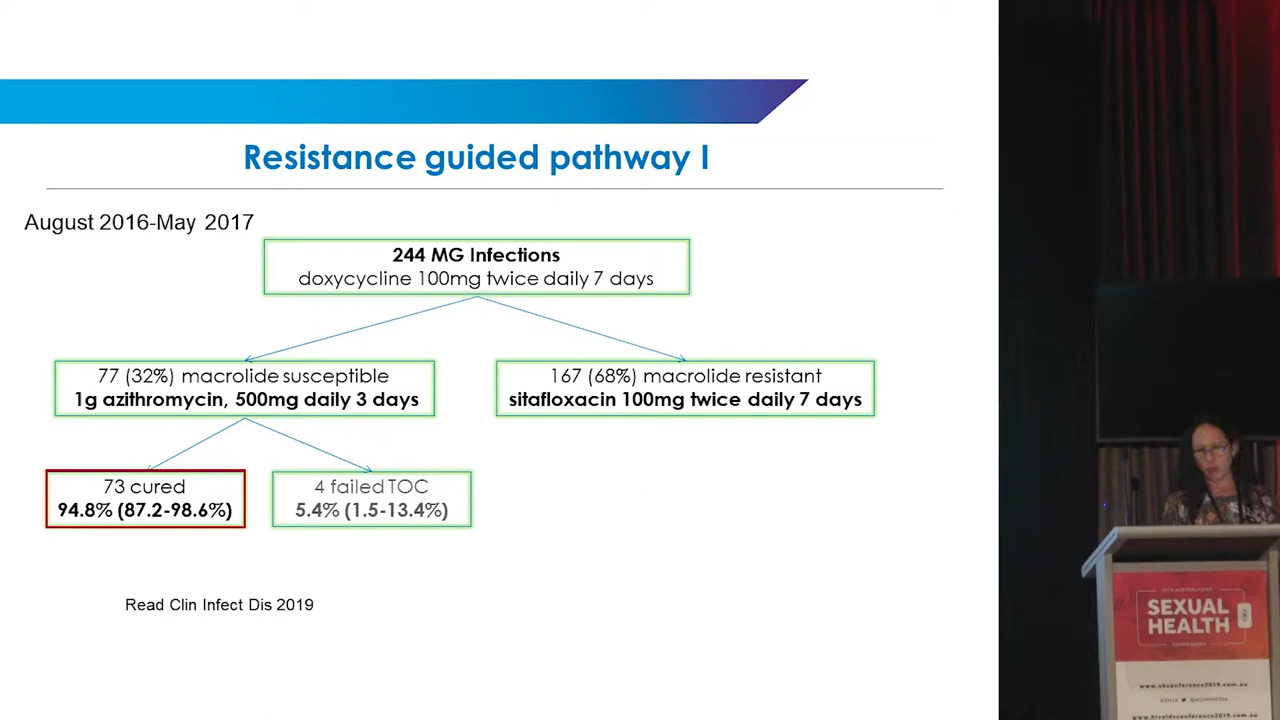 Resistance guided pathway I
August 2016-May 2017
244 MG Infections
doxycycline 100mg twice daily 7 days
77 (32%) macrolide susceptible
1g azithromycin, 500mg daily 3 days
167 (68%) macrolide resistant
sitafloxacin 100mg twice daily 7 days
73 cured
94.8% (87.2-98.6%)
4 failed TOC
5.4% (1.5-13.4%)
Read Clin Infect Dis 2019
SEXUAL
HEALTH